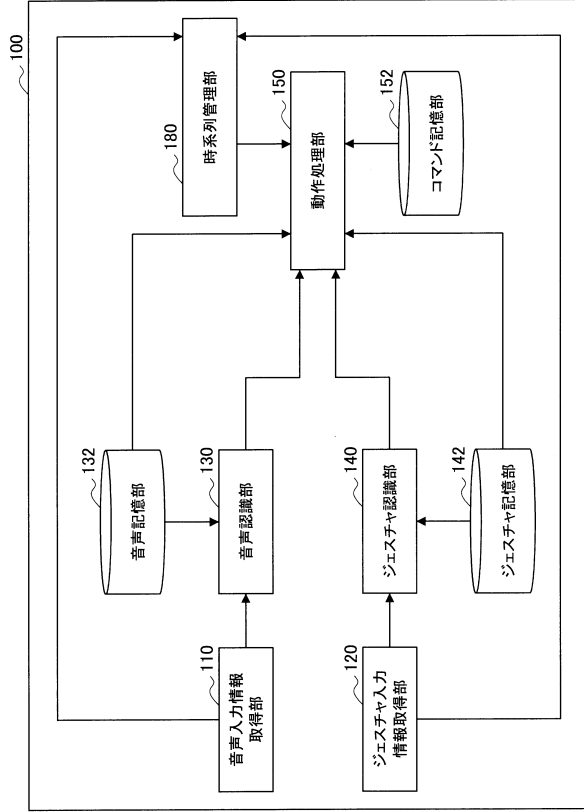 100
132
音声記憶部
110
音声入力情報
取得部
130
音声認識部
180
時系列管理部
150
動作処理部
152
コマンド記憶部
120
ジェスチャ入力
情報取得部
140
ジェスチャ認識部
142
ジェスチャ記憶部